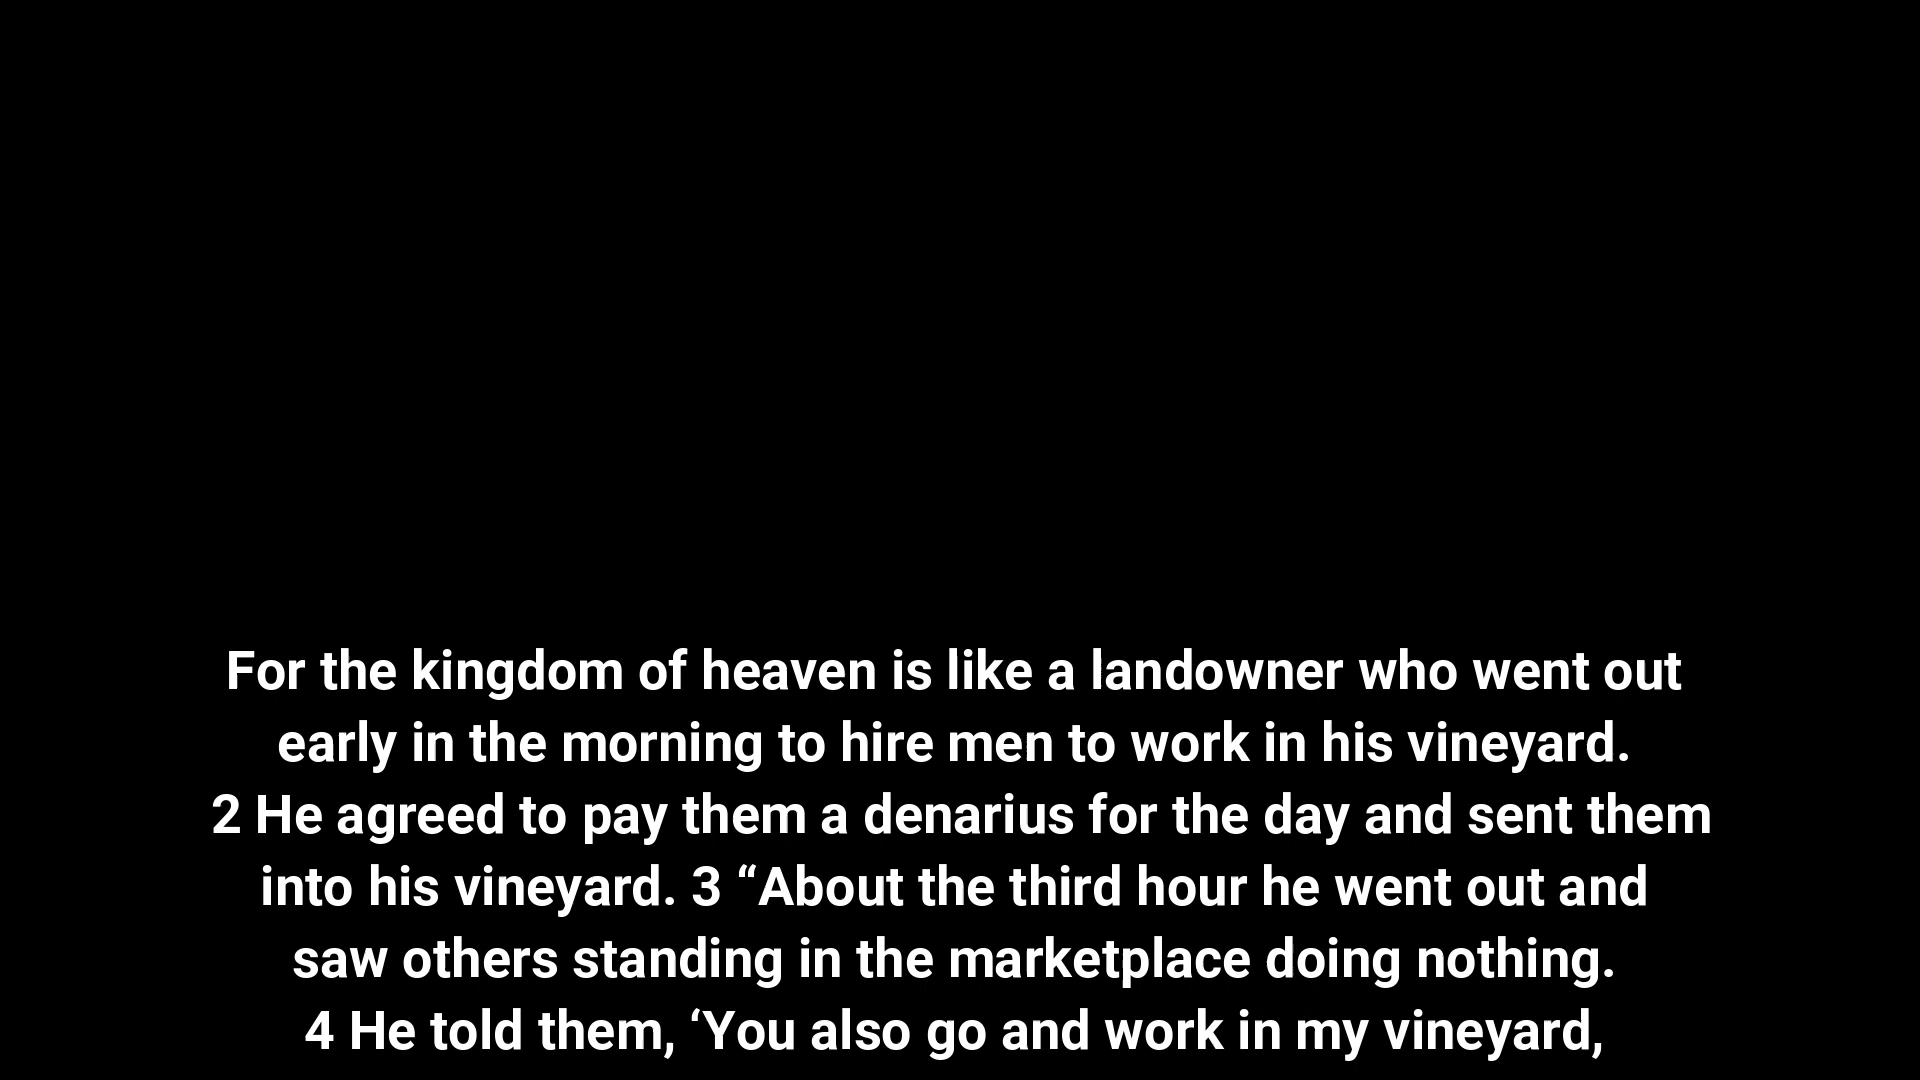 For the kingdom of heaven is like a landowner who went out
early in the morning to hire men to work in his vineyard.
2 He agreed to pay them a denarius for the day and sent them
into his vineyard. 3 “About the third hour he went out and
saw others standing in the marketplace doing nothing.
4 He told them, ‘You also go and work in my vineyard,